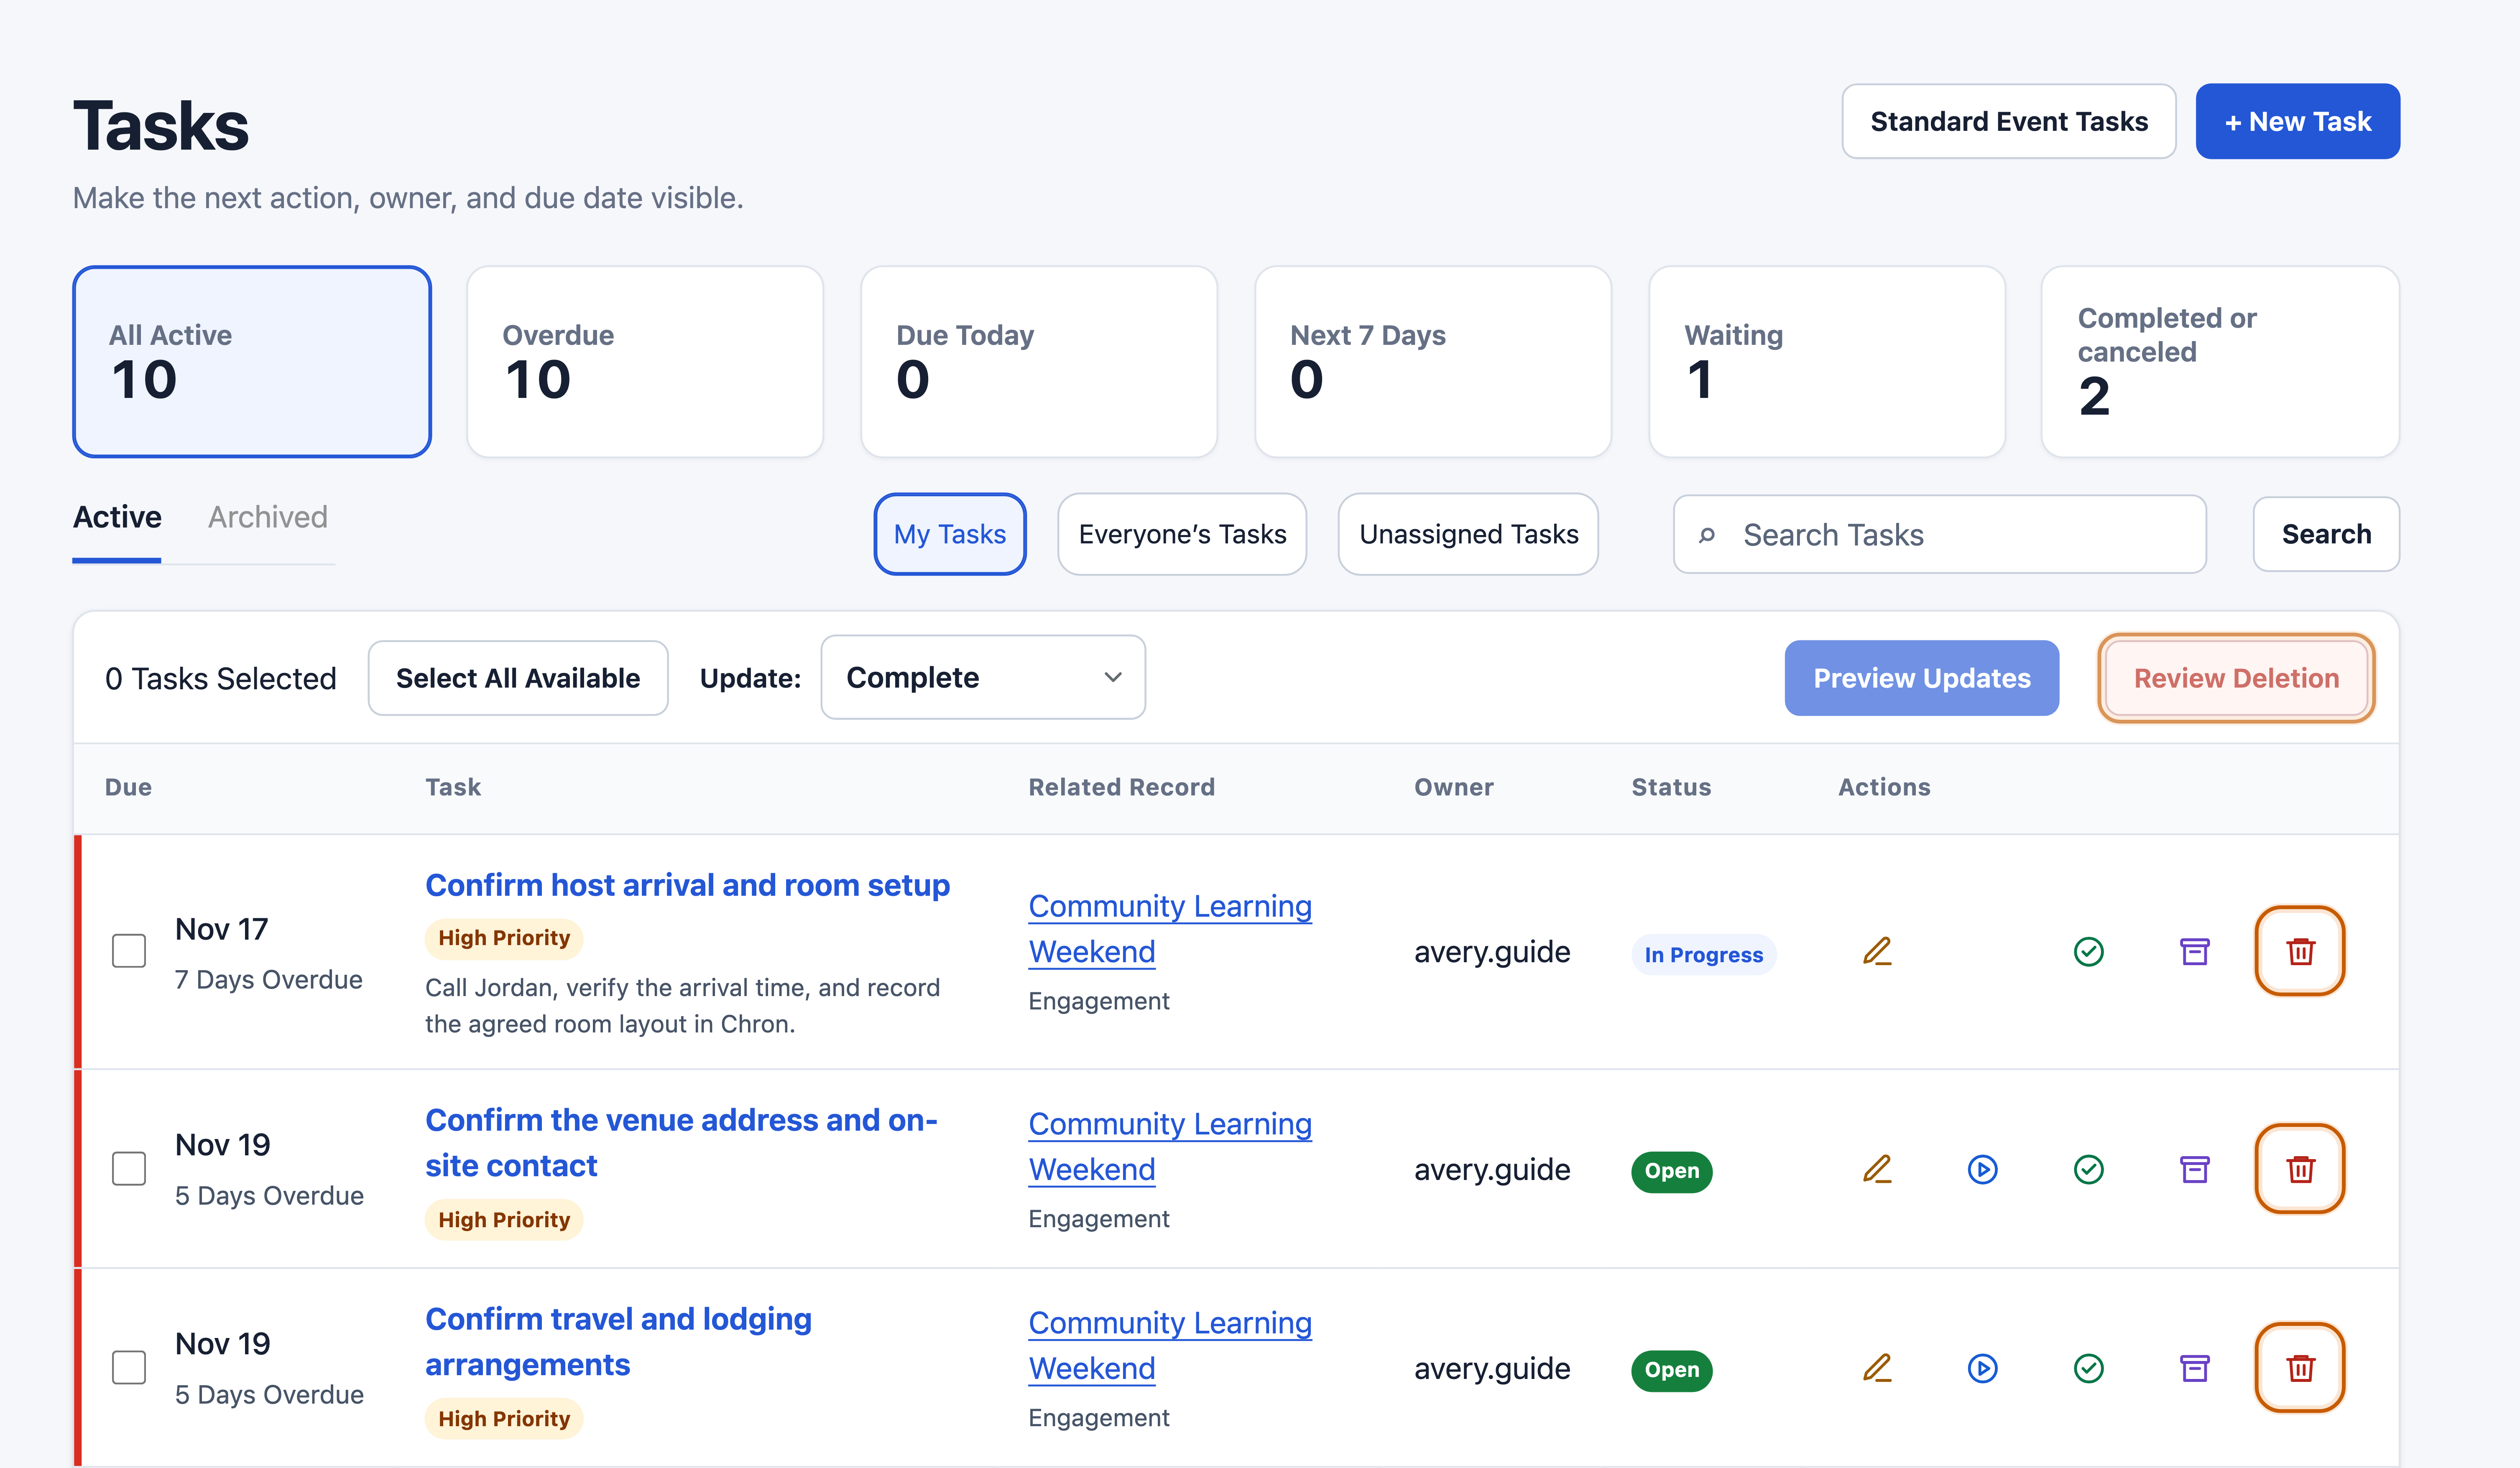 Tasks
Make the next action, owner, and due date visible.
Standard Event Tasks
+ New Task
All Active
10
Overdue
10
Due Today
0
Next 7 Days
0
Waiting
1
Completed or
canceled
2
Active
Archived
My Tasks
Everyone’s Tasks
Unassigned Tasks
Search Tasks
Search
0 Tasks Selected
Select All Available
Update:
Complete
Preview Updates
Review Deletion
Due
Task
Related Record
Owner
Status
Actions
Nov 17
7 Days Overdue
Confirm host arrival and room setup
High Priority
Call Jordan, verify the arrival time, and record
the agreed room layout in Chron.
Community Learning
Weekend
Engagement
avery.guide
In Progress
Nov 19
5 Days Overdue
Confirm the venue address and on-
site contact
High Priority
Community Learning
Weekend
Engagement
avery.guide
Open
Nov 19
5 Days Overdue
Confirm travel and lodging
arrangements
High Priority
Community Learning
Weekend
Engagement
avery.guide
Open